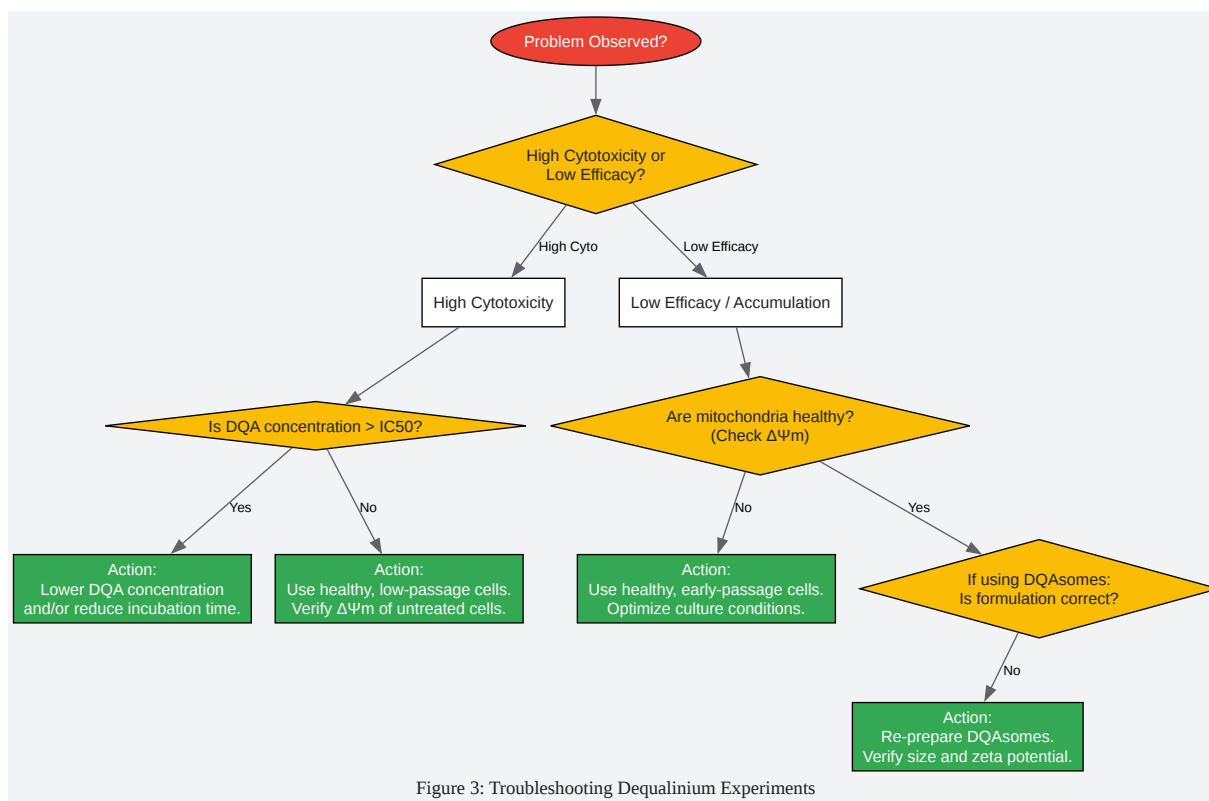 Problem Observed?
High Cytotoxicity or
Low Efficacy?
High Cyto
Low Efficacy
High Cytotoxicity
Low Efficacy / Accumulation
Is DQA concentration > IC50?
Are mitochondria healthy?
(Check ΔΨm)
Yes
No
No
Yes
Action:
Lower DQA concentration
and/or reduce incubation time.
Action:
Use healthy, low-passage cells.
Verify ΔΨm of untreated cells.
Action:
Use healthy, early-passage cells.
Optimize culture conditions.
If using DQAsomes:
Is formulation correct?
No
Action:
Re-prepare DQAsomes.
Verify size and zeta potential.
Figure 3: Troubleshooting Dequalinium Experiments